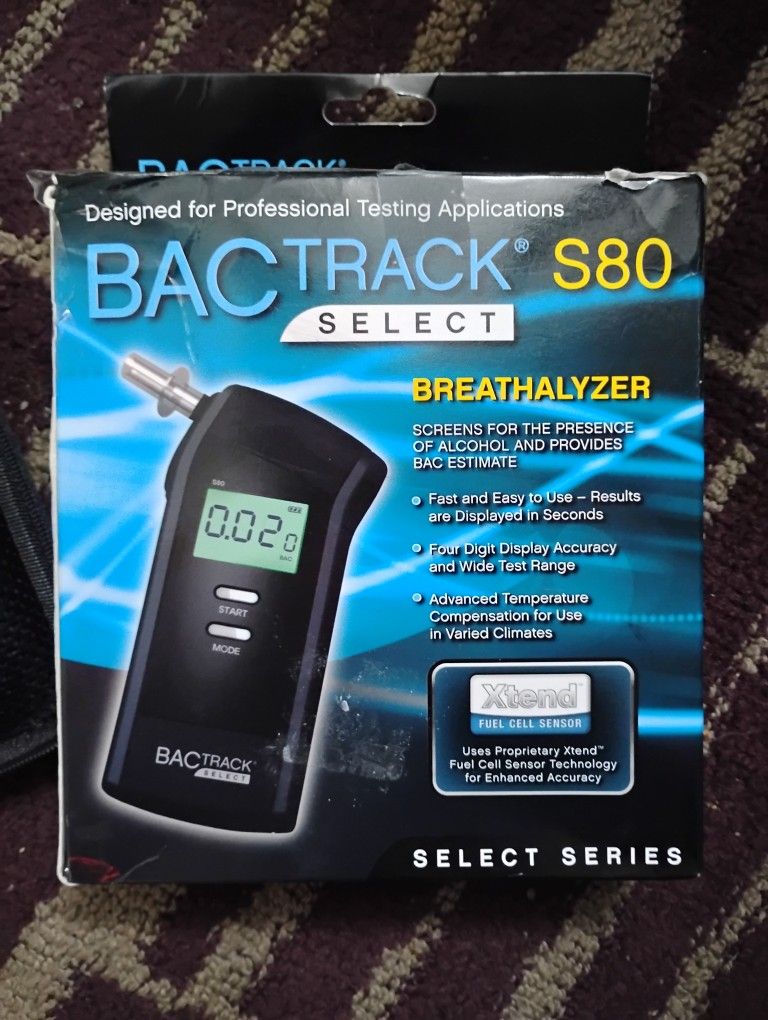 BACTRACK®
Designed for Professional Testing Applications
BACTRACK® S80
SELECT
BREATHALYZER
SCREENS FOR THE PRESENCE
OF ALCOHOL AND PROVIDES
BAC ESTIMATE
Fast and Easy to Use – Results
are Displayed in Seconds
Four Digit Display Accuracy
and Wide Test Range
Advanced Temperature
Compensation for Use
in Varied Climates
S80
0.020
BAC
START
MODE
BACTRACK®
SELECT
Xtend™
FUEL CELL SENSOR
Uses Proprietary Xtend™
Fuel Cell Sensor Technology
for Enhanced Accuracy
SELECT SERIES